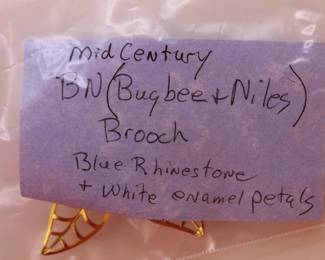 mid Century
BN (Bugbee + Niles)
Brooch
Blue Rhinestone
+ white enamel petals